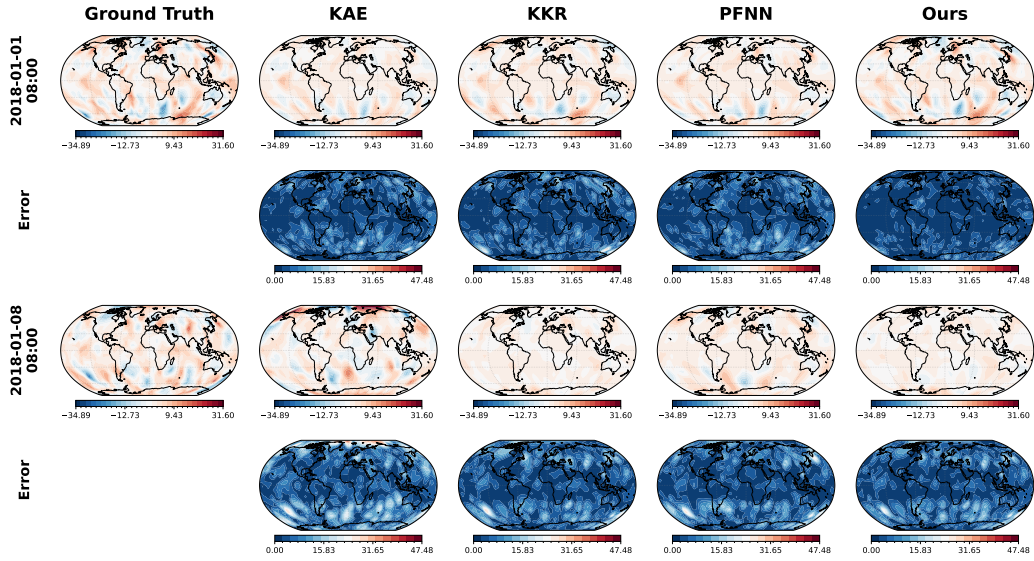 Ground Truth KAE KKR PFNN Ours
2018-01-01
08:00
−34.89 −12.73 9.43 31.60 −34.89 −12.73 9.43 31.60 −34.89 −12.73 9.43 31.60 −34.89 −12.73 9.43 31.60 −34.89 −12.73 9.43 31.60
Error
0.00 15.83 31.65 47.48 0.00 15.83 31.65 47.48 0.00 15.83 31.65 47.48 0.00 15.83 31.65 47.48
2018-01-08
08:00
−34.89 −12.73 9.43 31.60 −34.89 −12.73 9.43 31.60 −34.89 −12.73 9.43 31.60 −34.89 −12.73 9.43 31.60 −34.89 −12.73 9.43 31.60
Error
0.00 15.83 31.65 47.48 0.00 15.83 31.65 47.48 0.00 15.83 31.65 47.48 0.00 15.83 31.65 47.48